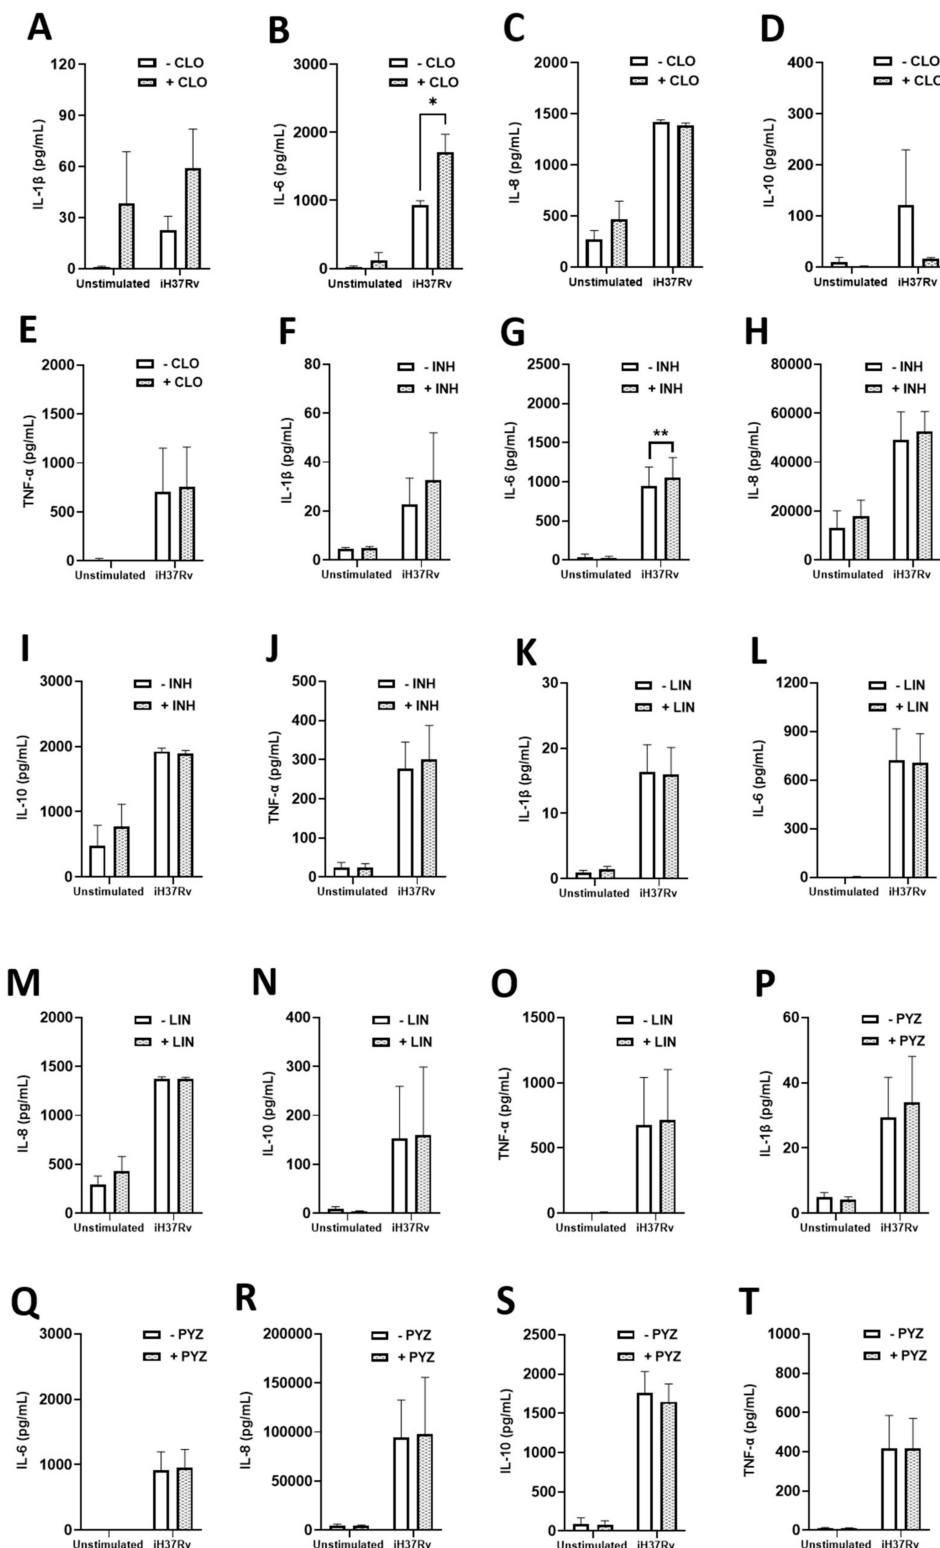 A
B
C
D
120
90
60
30
0
IL-1β (pg/mL)
- CLO
+ CLO
Unstimulated
iH37Rv
3000
2000
1000
0
IL-6 (pg/mL)
- CLO
+ CLO
*
Unstimulated
iH37Rv
2000
1500
1000
500
0
IL-8 (pg/mL)
- CLO
+ CLO
Unstimulated
iH37Rv
400
300
200
100
0
IL-10 (pg/mL)
- CLO
+ CLO
Unstimulated
iH37Rv
E
F
G
H
2000
1500
1000
500
0
TNF-α (pg/mL)
- CLO
+ CLO
Unstimulated
iH37Rv
80
60
40
20
0
IL-1β (pg/mL)
- INH
+ INH
Unstimulated
iH37Rv
2500
2000
1500
1000
500
0
IL-6 (pg/mL)
- INH
+ INH
**
Unstimulated
iH37Rv
80000
60000
40000
20000
0
IL-8 (pg/mL)
- INH
+ INH
Unstimulated
iH37Rv
I
J
K
L
3000
2000
1000
0
IL-10 (pg/mL)
- INH
+ INH
Unstimulated
iH37Rv
500
400
300
200
100
0
TNF-α (pg/mL)
- INH
+ INH
Unstimulated
iH37Rv
30
20
10
0
IL-1β (pg/mL)
- LIN
+ LIN
Unstimulated
iH37Rv
1200
900
600
300
0
IL-6 (pg/mL)
- LIN
+ LIN
Unstimulated
iH37Rv
M
N
O
P
2000
1500
1000
500
0
IL-8 (pg/mL)
- LIN
+ LIN
Unstimulated
iH37Rv
400
300
200
100
0
IL-10 (pg/mL)
- LIN
+ LIN
Unstimulated
iH37Rv
1500
1000
500
0
TNF-α (pg/mL)
- LIN
+ LIN
Unstimulated
iH37Rv
60
40
20
0
IL-1β (pg/mL)
- PYZ
+ PYZ
Unstimulated
iH37Rv
Q
R
S
T
3000
2000
1000
0
IL-6 (pg/mL)
- PYZ
+ PYZ
Unstimulated
iH37Rv
200000
150000
100000
50000
0
IL-8 (pg/mL)
- PYZ
+ PYZ
Unstimulated
iH37Rv
2500
2000
1500
1000
500
0
IL-10 (pg/mL)
- PYZ
+ PYZ
Unstimulated
iH37Rv
1000
800
600
400
200
0
TNF-α (pg/mL)
- PYZ
+ PYZ
Unstimulated
iH37Rv